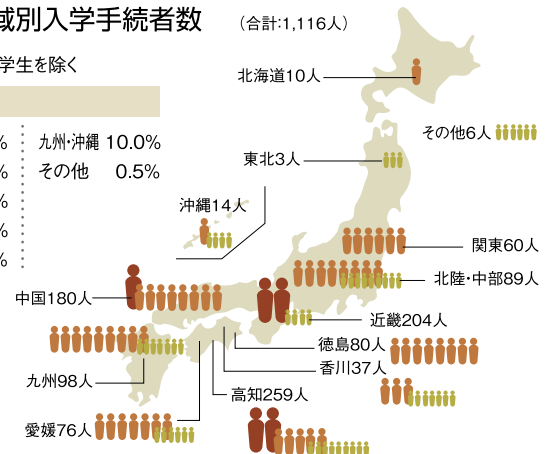 域別入学手続者数
(合計:1,116人)
学生を除く
% 九州・沖縄 10.0%
% その他 0.5%
%
%
%
北海道10人
その他6人
東北3人
沖縄14人
関東60人
北陸・中部89人
中国180人
近畿204人
徳島80人
香川37人
九州98人
高知259人
愛媛76人